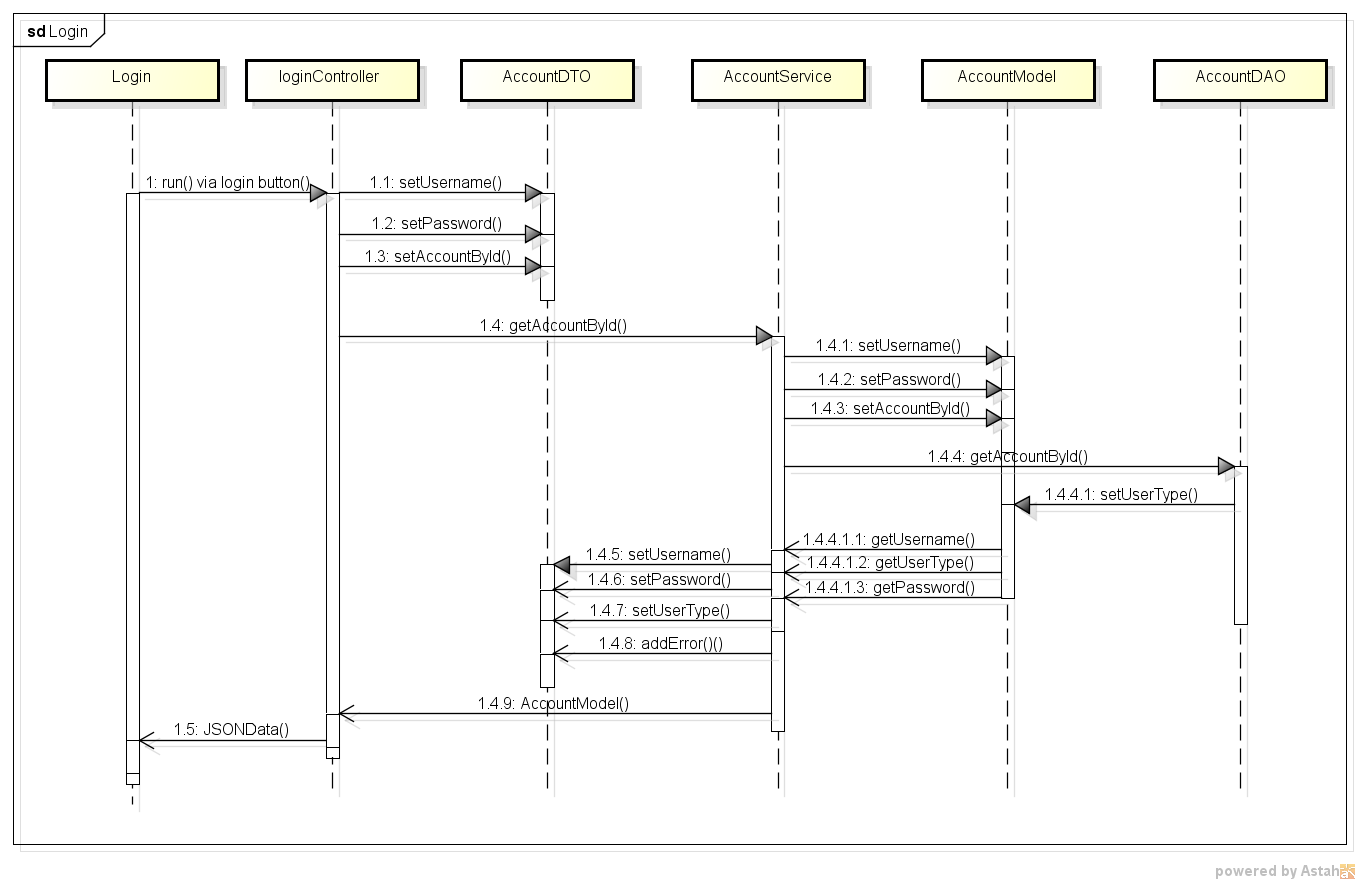 sd Login
Login
loginController
AccountDTO
AccountService
AccountModel
AccountDAO
1: run() via login button()
1.1: setUsername()
1.2: setPassword()
1.3: setAccountById()
1.4: getAccountById()
1.4.1: setUsername()
1.4.2: setPassword()
1.4.3: setAccountById()
1.4.4: getAccountById()
1.4.4.1: setUserType()
1.4.4.1.1: getUsername()
1.4.5: setUsername()
1.4.4.1.2: getUserType()
1.4.6: setPassword()
1.4.4.1.3: getPassword()
1.4.7: setUserType()
1.4.8: addError()()
1.4.9: AccountModel()
1.5: JSONData()
powered by Astah